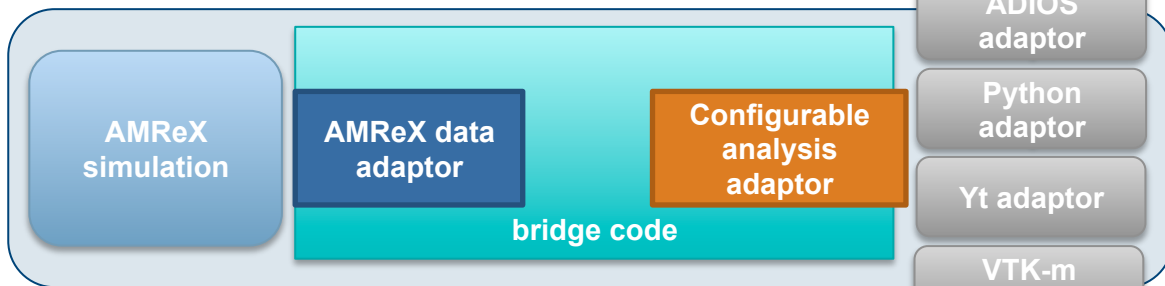 AMReX
simulation
AMReX data
adaptor
bridge code
Configurable
analysis
adaptor
ADIOS
adaptor
Python
adaptor
Yt adaptor
VTK-m